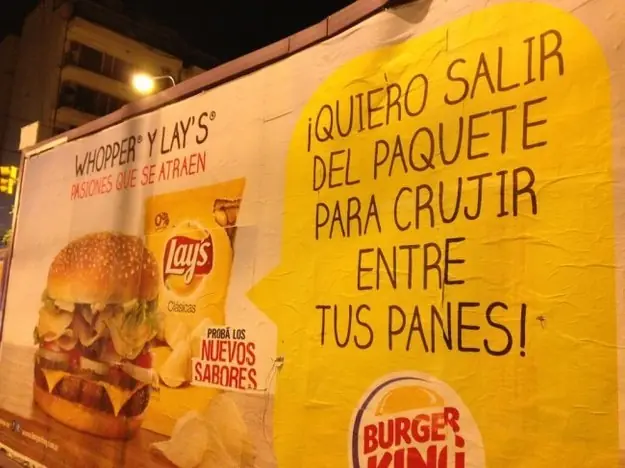 WHOPPER® Y LAY'S®
PASIONES QUE SE ATRAEN
0%
Lay's
Clásicas
PROBÁ LOS
NUEVOS
SABORES
¡QUIERO SALIR
DEL PAQUETE
PARA CRUJIR
ENTRE
TUS PANES!
BURGER
KING